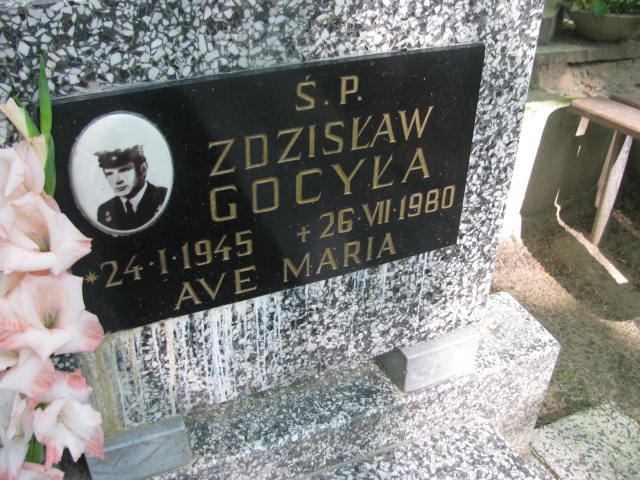 Ś.P.
ZDZISŁAW
GOCYŁA
*24·I·1945 +26·VII·1980
AVE MARIA